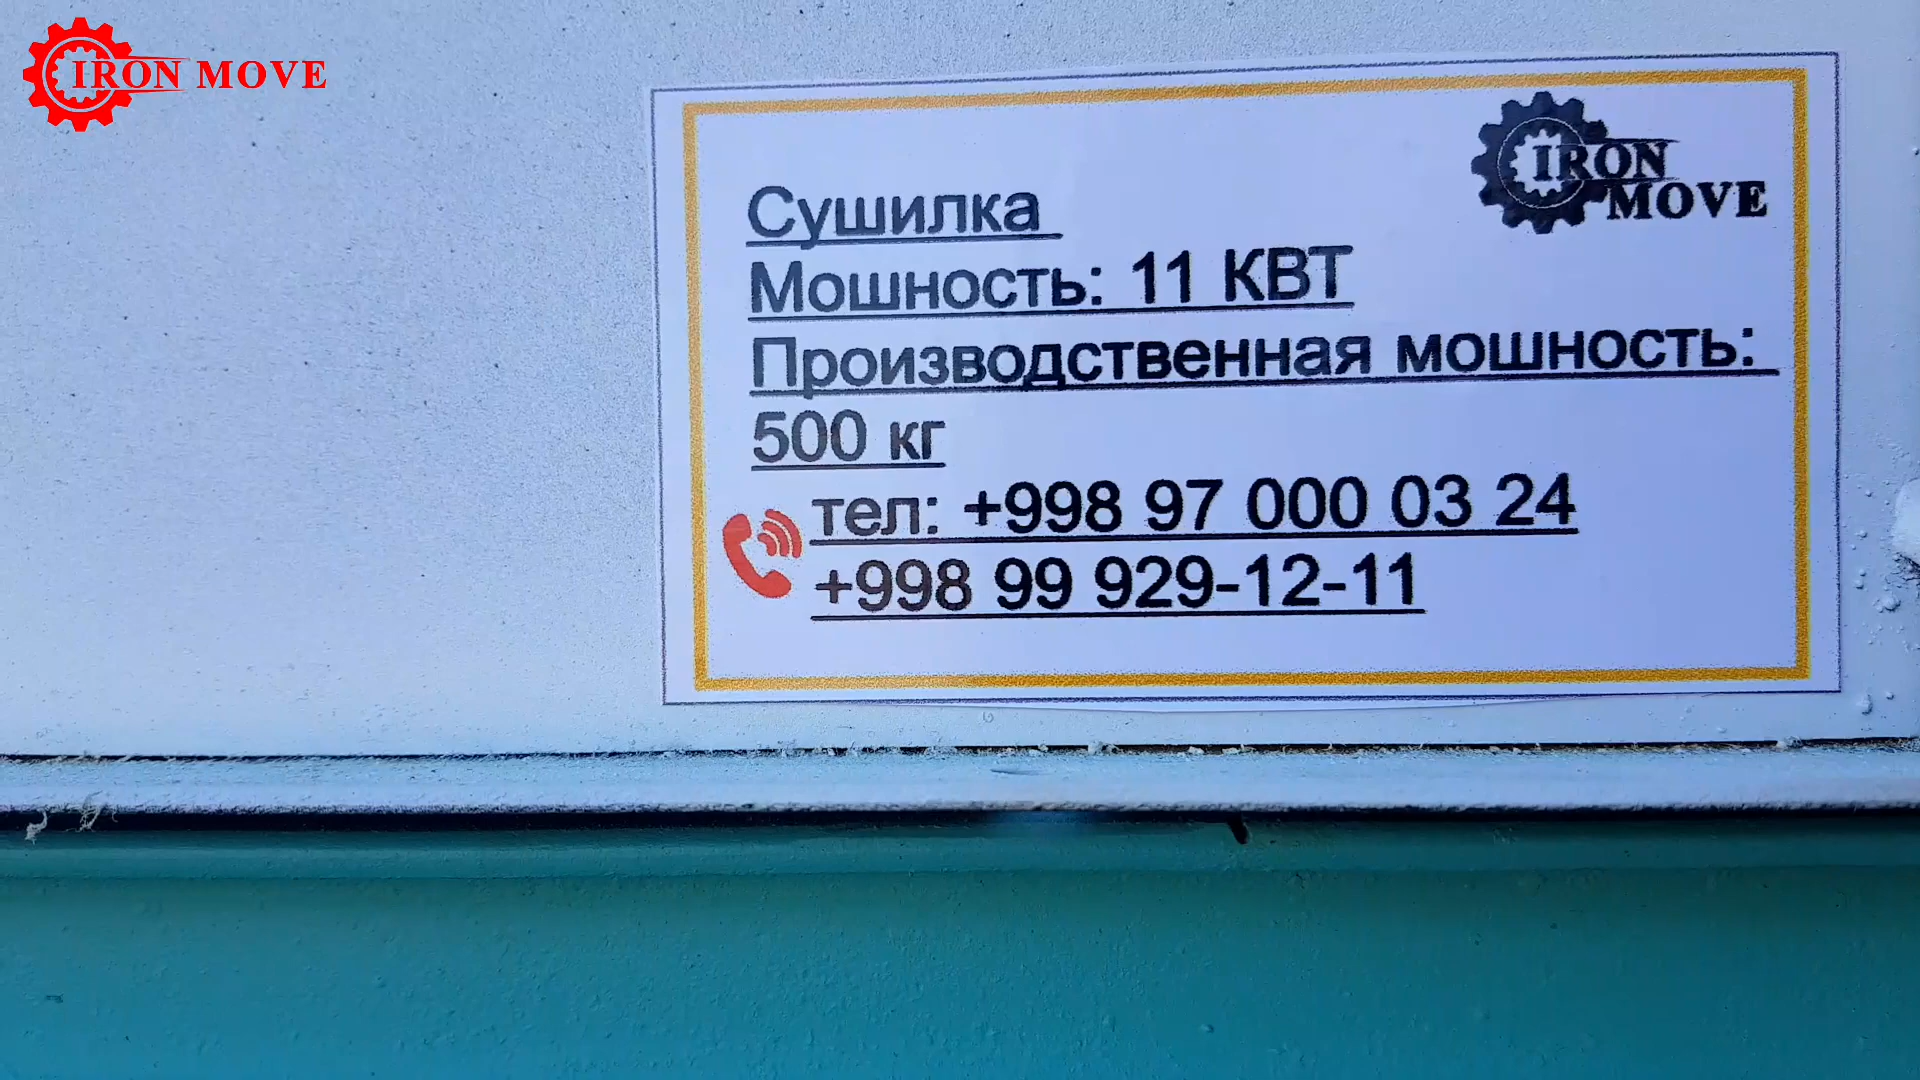 IRON MOVE
IRON
MOVE
Сушилка
Мошность: 11 КВТ
Производственная мошность:
500 кг
тел: +998 97 000 03 24
+998 99 929-12-11